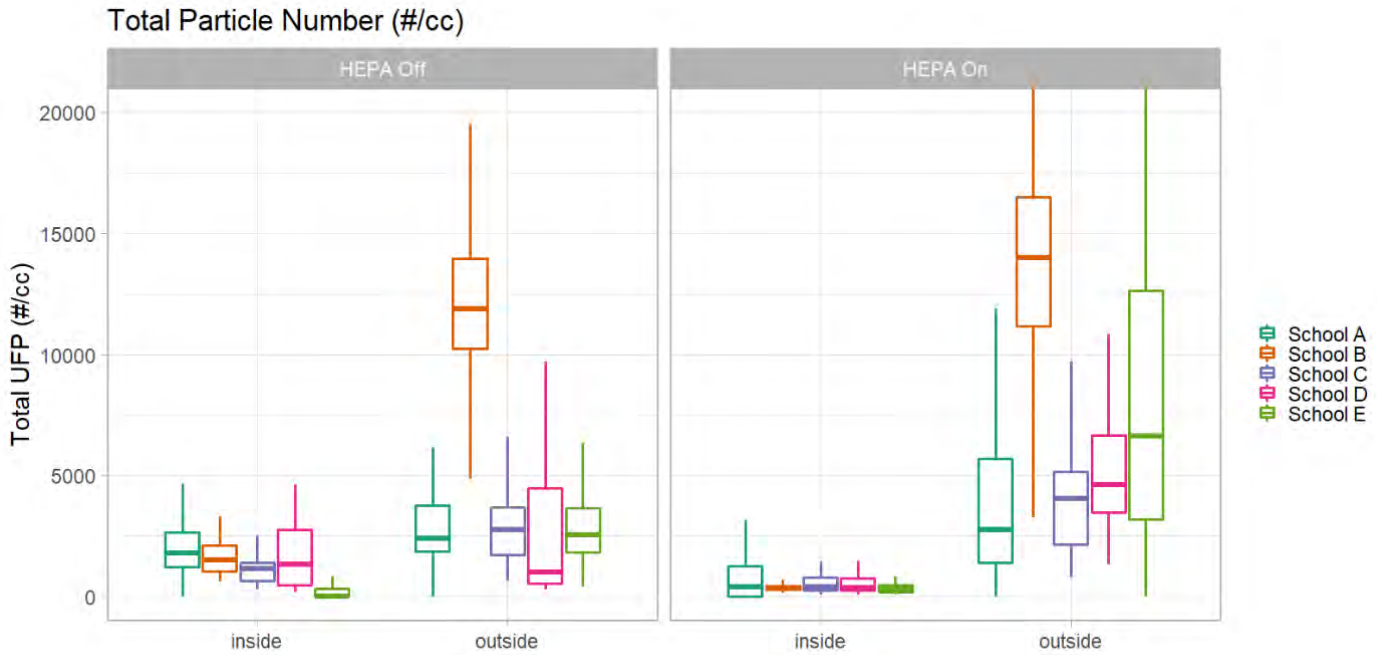 Total Particle Number (#/cc)
HEPA Off
HEPA On
Total UFP (#/cc)
20000
15000
10000
5000
0
inside
outside
inside
outside
School A
School B
School C
School D
School E